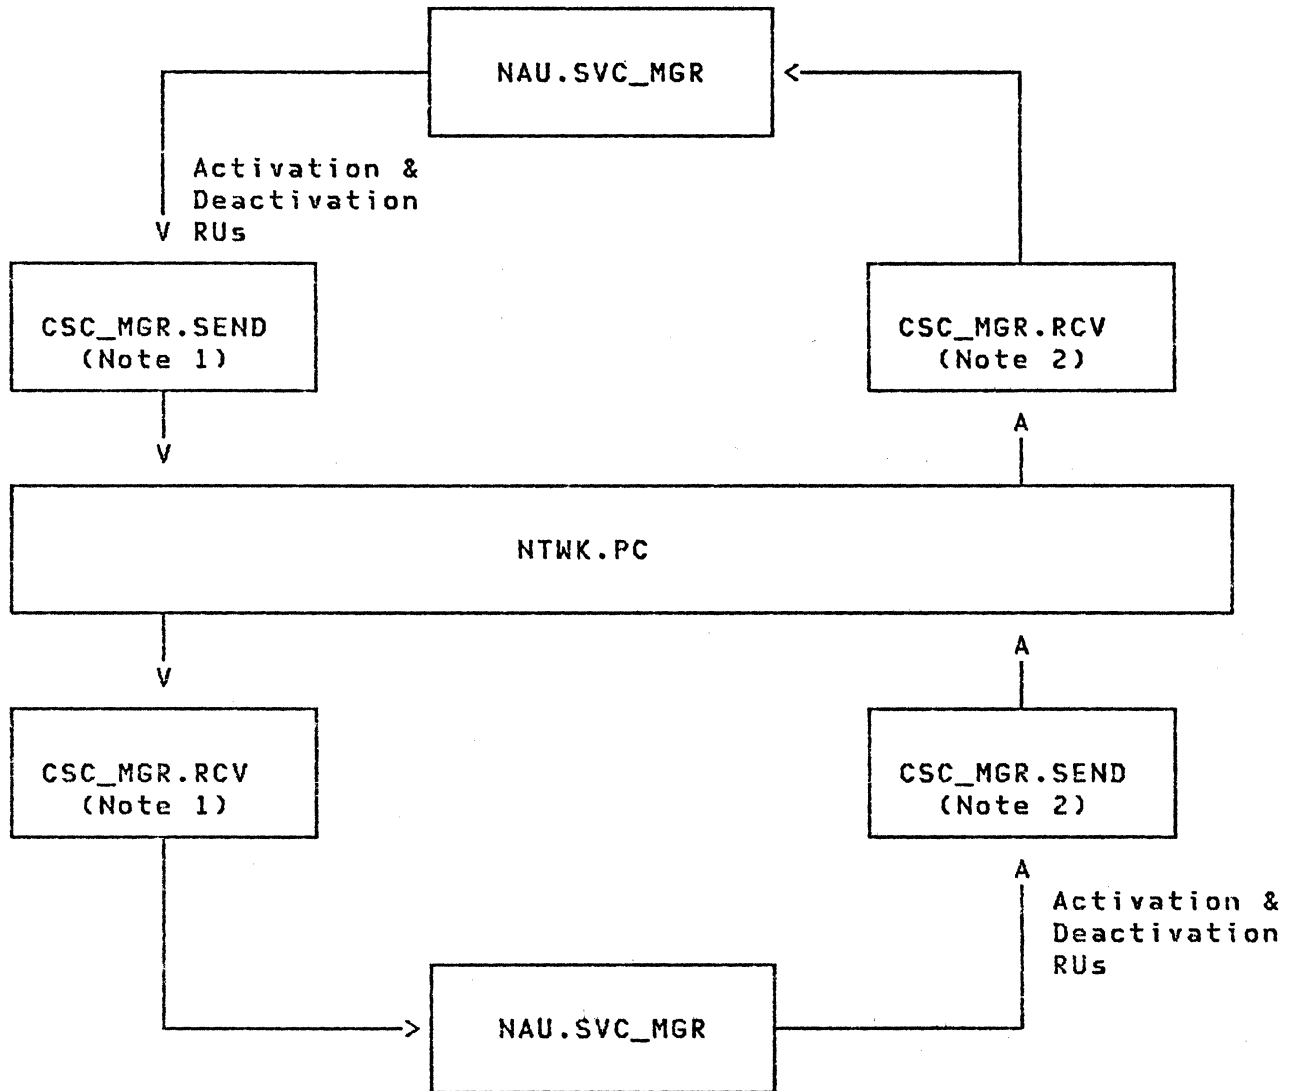 NAU.SVC_MGR
Activation &
Deactivation
RUs
CSC_MGR.SEND
(Note 1)
CSC_MGR.RCV
(Note 2)
NTWK.PC
CSC_MGR.RCV
(Note 1)
CSC_MGR.SEND
(Note 2)
Activation &
Deactivation
RUs
NAU.SVC_MGR